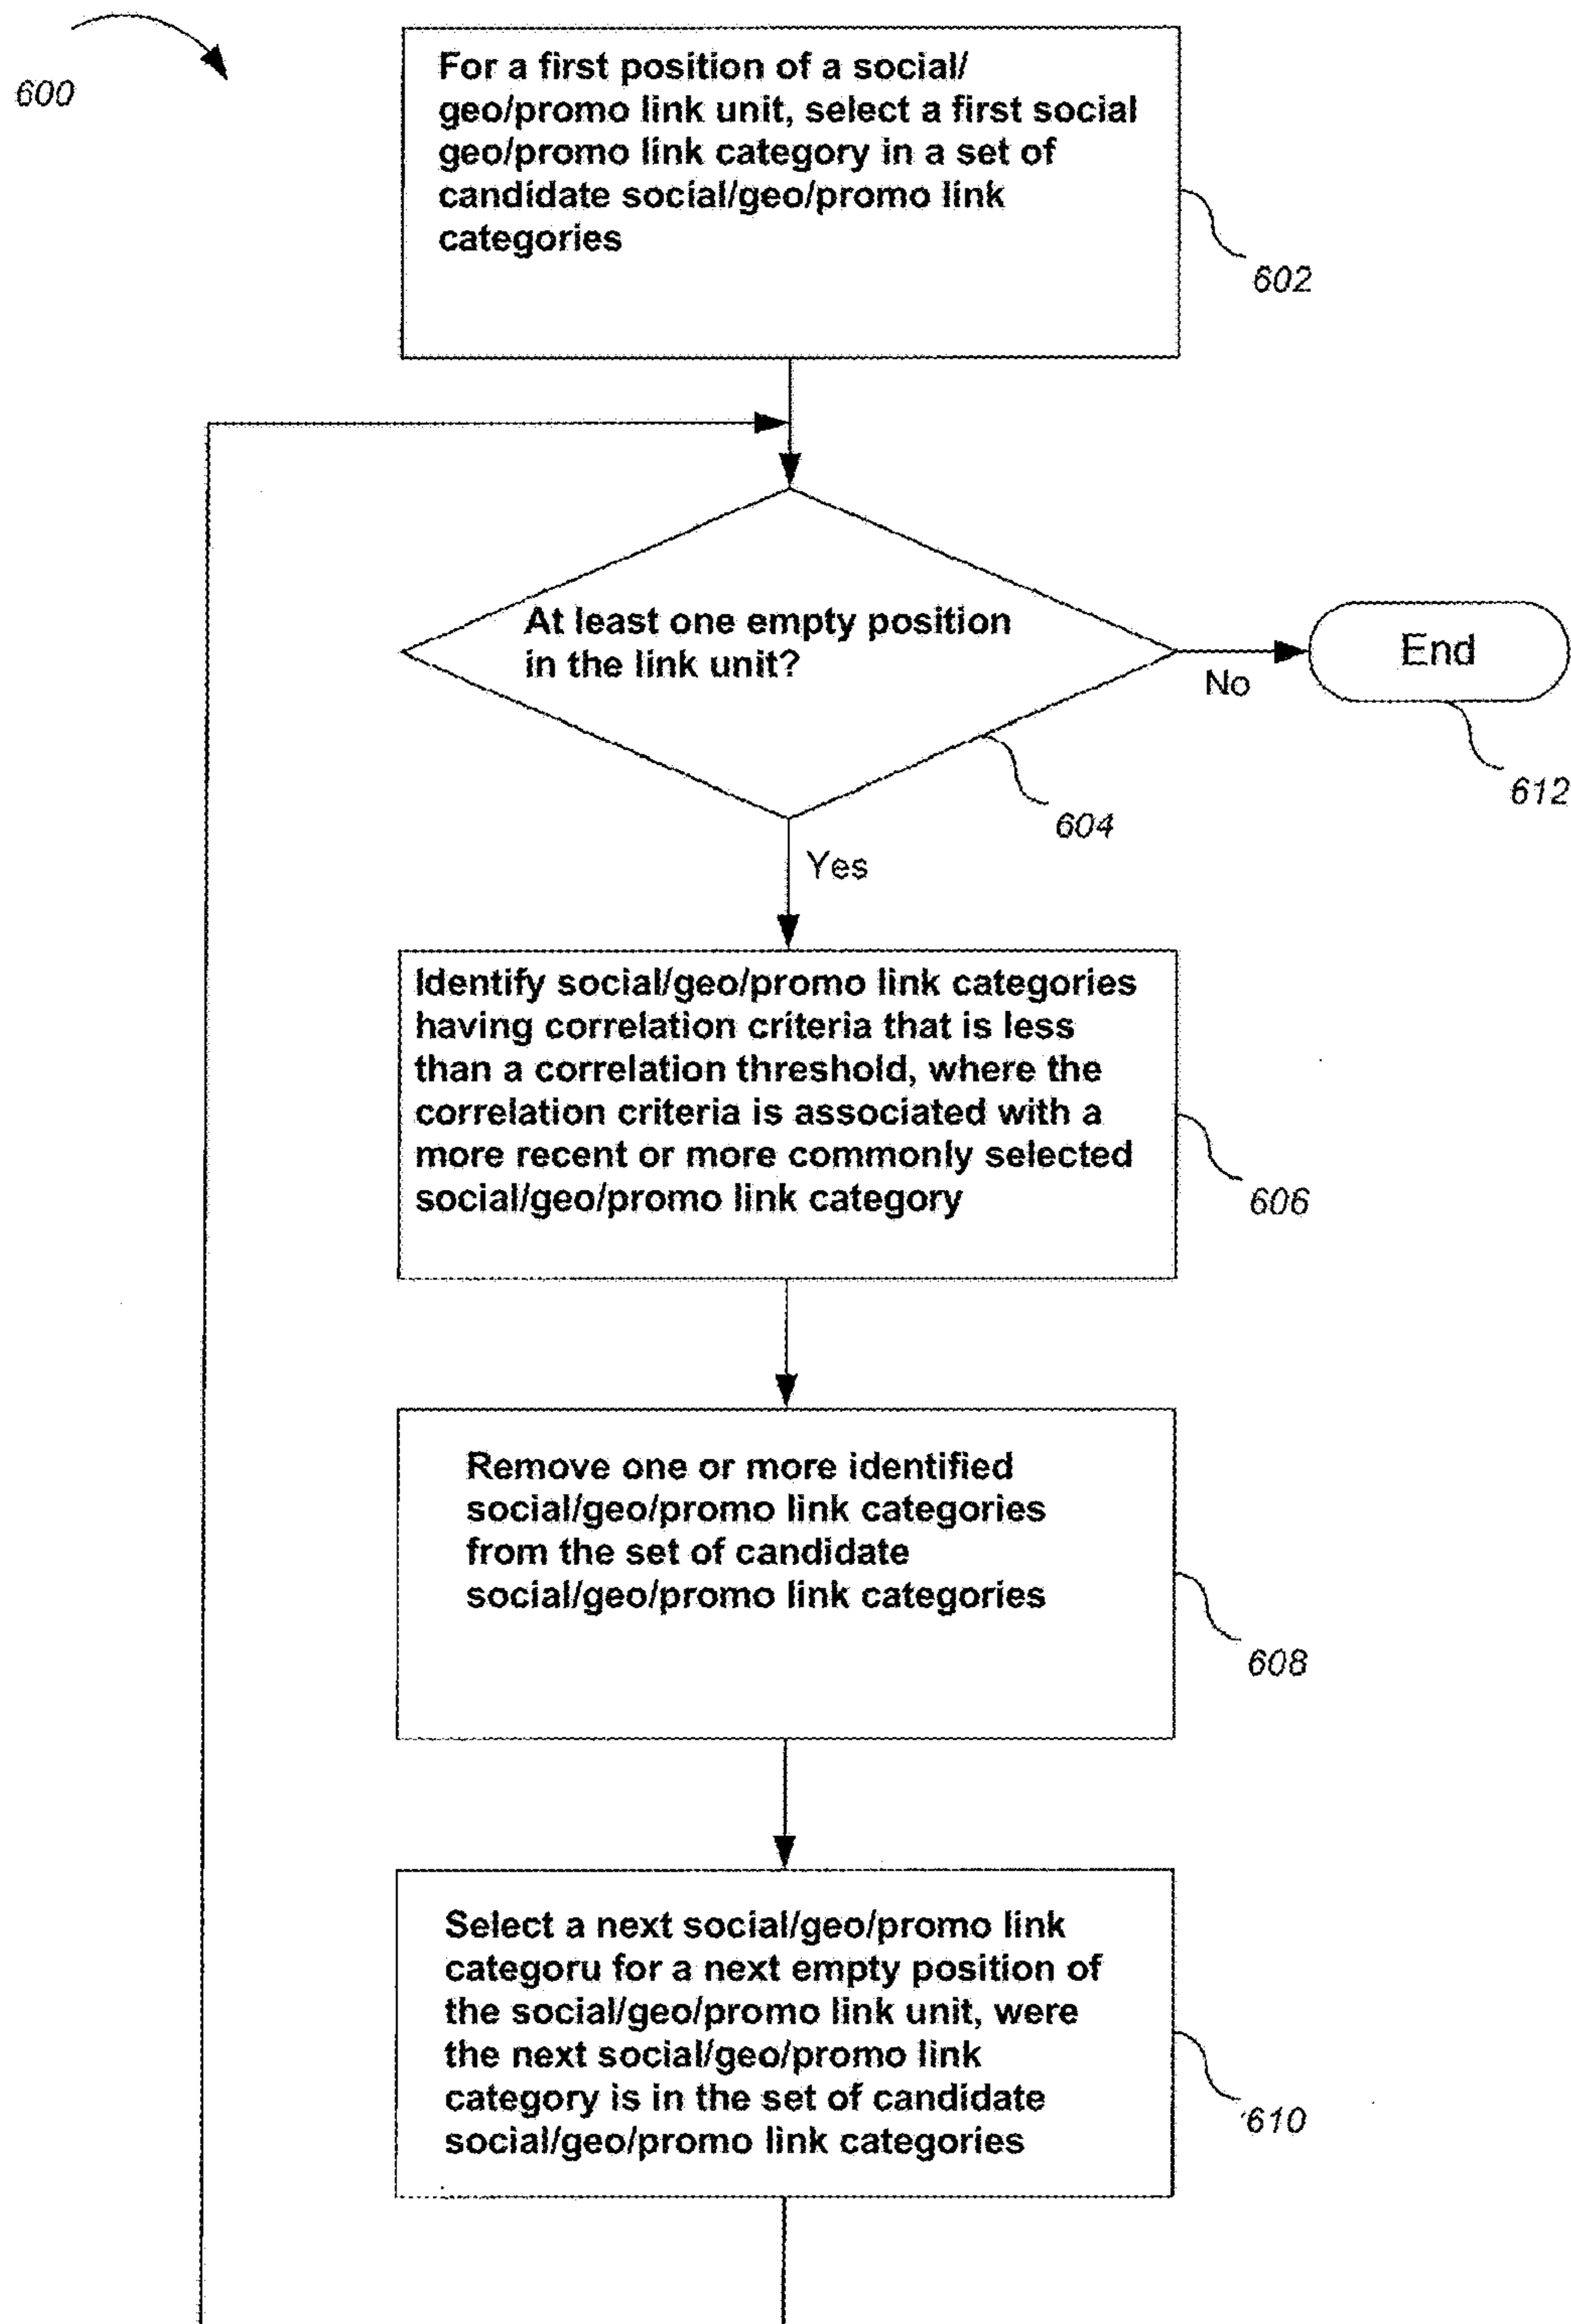 600
For a first position of a social/
geo/promo link unit, select a first social
geo/promo link category in a set of
candidate social/geo/promo link
categories
602
At least one empty position
in the link unit?
No
End
612
604
Yes
Identify social/geo/promo link categories
having correlation criteria that is less
than a correlation threshold, where the
correlation criteria is associated with a
more recent or more commonly selected
social/geo/promo link category
606
Remove one or more identified
social/geo/promo link categories
from the set of candidate
social/geo/promo link categories
608
Select a next social/geo/promo link
categoru for a next empty position of
the social/geo/promo link unit, were
the next social/geo/promo link
category is in the set of candidate
social/geo/promo link categories
610